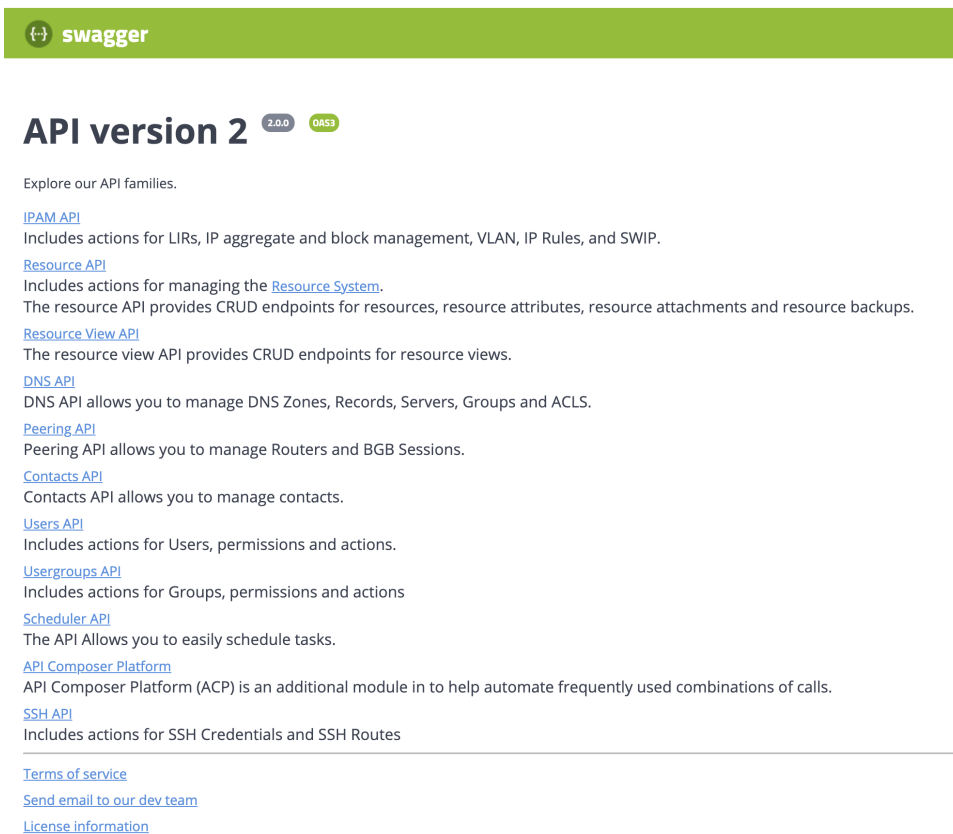 {...} swagger
API version 2 2.0.0 OAS3
Explore our API families.
IPAM API
Includes actions for LIRs, IP aggregate and block management, VLAN, IP Rules, and SWIP.
Resource API
Includes actions for managing the Resource System.
The resource API provides CRUD endpoints for resources, resource attributes, resource attachments and resource backups.
Resource View API
The resource view API provides CRUD endpoints for resource views.
DNS API
DNS API allows you to manage DNS Zones, Records, Servers, Groups and ACLS.
Peering API
Peering API allows you to manage Routers and BGB Sessions.
Contacts API
Contacts API allows you to manage contacts.
Users API
Includes actions for Users, permissions and actions.
Usergroups API
Includes actions for Groups, permissions and actions
Scheduler API
The API Allows you to easily schedule tasks.
API Composer Platform
API Composer Platform (ACP) is an additional module in to help automate frequently used combinations of calls.
SSH API
Includes actions for SSH Credentials and SSH Routes
Terms of service
Send email to our dev team
License information